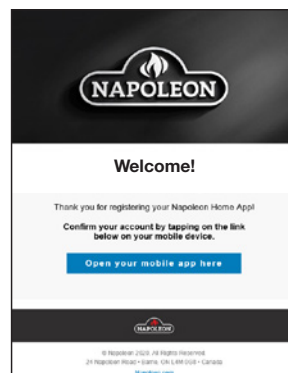 NAPOLEON
Welcome!
Thank you for registering your Napoleon Home App!
Confirm your account by tapping on the link
below on your mobile device.
Open your mobile app here
NAPOLEON
© Napoleon 2020. All Rights Reserved
24 Napoleon Road • Barrie, ON L4M 0G8 • Canada